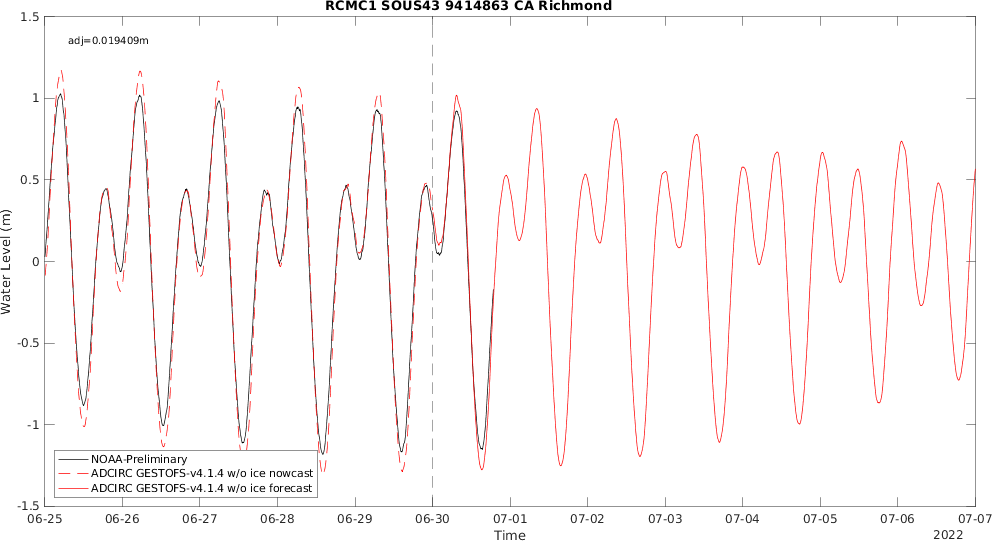 RCMC1 SOUS43 9414863 CA Richmond
adj=0.019409m
1.5
1
0.5
0
-0.5
-1
-1.5
Water Level (m)
NOAA-Preliminary
ADCIRC GESTOFS-v4.1.4 w/o ice nowcast
ADCIRC GESTOFS-v4.1.4 w/o ice forecast
06-25 06-26 06-27 06-28 06-29 06-30 07-01 07-02 07-03 07-04 07-05 07-06 07-07
Time
2022